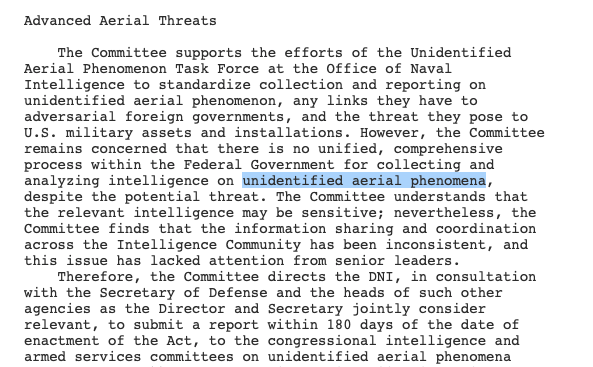 Advanced Aerial Threats
The Committee supports the efforts of the Unidentified
Aerial Phenomenon Task Force at the Office of Naval
Intelligence to standardize collection and reporting on
unidentified aerial phenomenon, any links they have to
adversarial foreign governments, and the threat they pose to
U.S. military assets and installations. However, the Committee
remains concerned that there is no unified, comprehensive
process within the Federal Government for collecting and
analyzing intelligence on unidentified aerial phenomena,
despite the potential threat. The Committee understands that
the relevant intelligence may be sensitive; nevertheless, the
Committee finds that the information sharing and coordination
across the Intelligence Community has been inconsistent, and
this issue has lacked attention from senior leaders.
Therefore, the Committee directs the DNI, in consultation
with the Secretary of Defense and the heads of such other
agencies as the Director and Secretary jointly consider
relevant, to submit a report within 180 days of the date of
enactment of the Act, to the congressional intelligence and
armed services committees on unidentified aerial phenomena